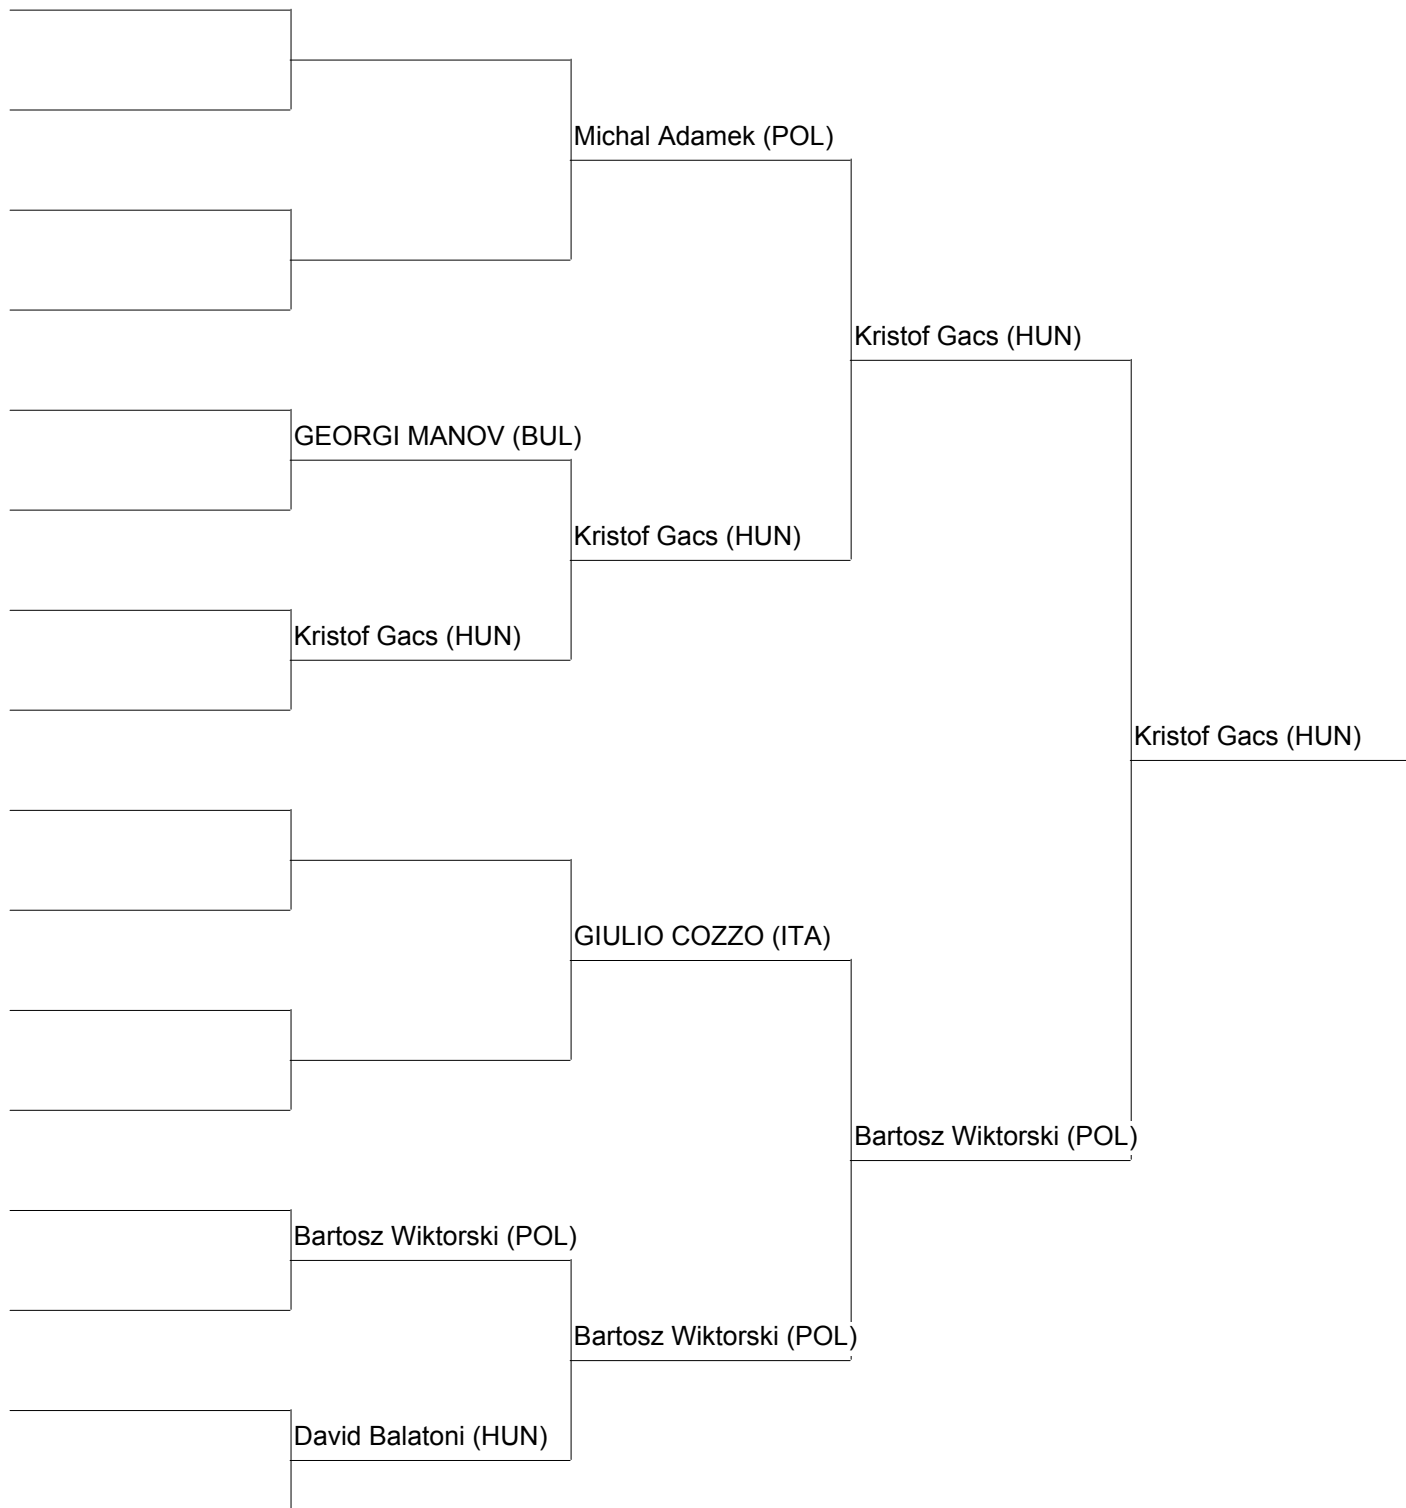 Michal Adamek (POL)
Kristof Gacs (HUN)
GEORGI MANOV (BUL)
Kristof Gacs (HUN)
Kristof Gacs (HUN)
Kristof Gacs (HUN)
GIULIO COZZO (ITA)
Bartosz Wiktorski (POL)
Bartosz Wiktorski (POL)
Bartosz Wiktorski (POL)
David Balatoni (HUN)